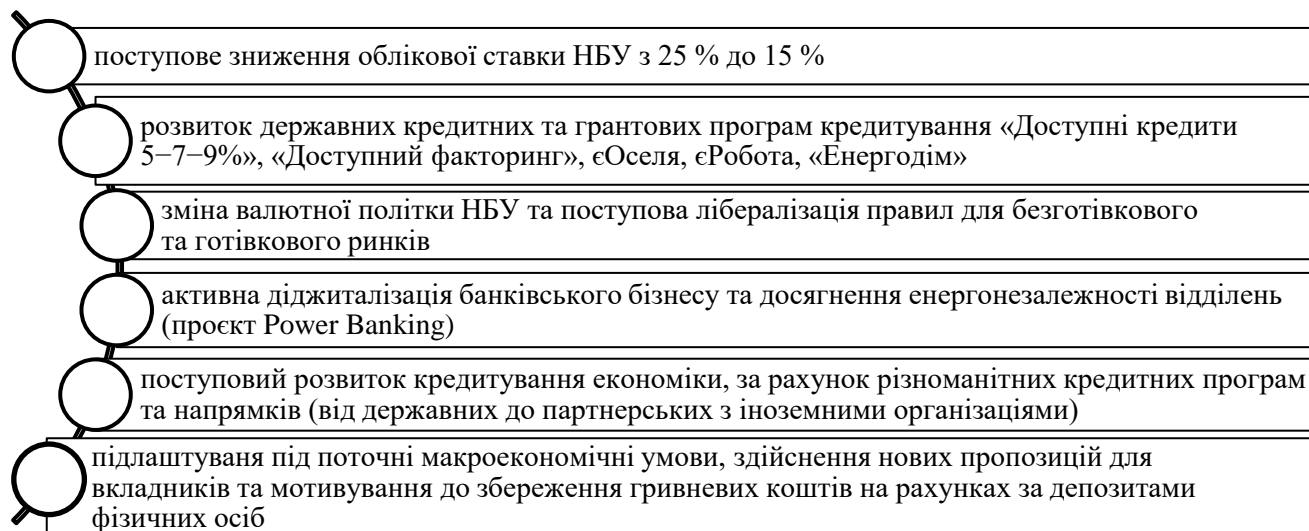 поступове зниження облікової ставки НБУ з 25 % до 15 %
розвиток державних кредитних та грантових програм кредитування «Доступні кредити
5−7−9%», «Доступний факторинг», єОселя, єРобота, «Енергодім»
зміна валютної політки НБУ та поступова лібералізація правил для безготівкового
та готівкового ринків
активна діджиталізація банківського бізнесу та досягнення енергонезалежності відділень
(проєкт Power Banking)
поступовий розвиток кредитування економіки, за рахунок різноманітних кредитних програм
та напрямків (від державних до партнерських з іноземними організаціями)
підлаштуваня під поточні макроекономічні умови, здійснення нових пропозицій для
вкладників та мотивування до збереження гривневих коштів на рахунках за депозитами
фізичних осіб